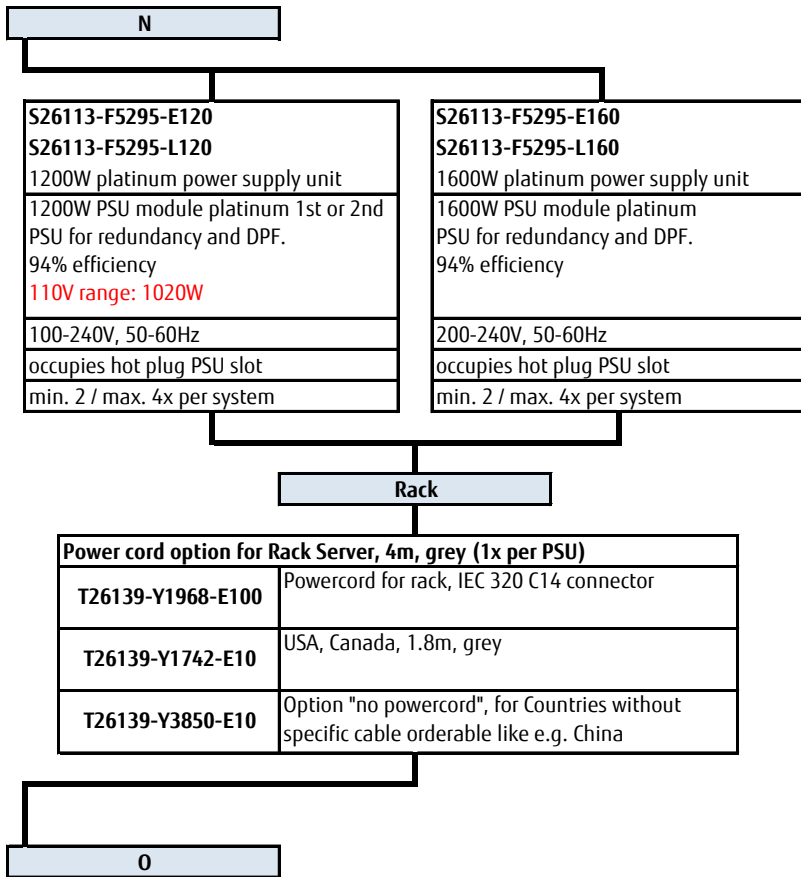 N
S26113-F5295-E120
S26113-F5295-L120
1200W platinum power supply unit
1200W PSU module platinum 1st or 2nd
PSU for redundancy and DPF.
94% efficiency
110V range: 1020W
100-240V, 50-60Hz
occupies hot plug PSU slot
min. 2 / max. 4x per system
S26113-F5295-E160
S26113-F5295-L160
1600W platinum power supply unit
1600W PSU module platinum
PSU for redundancy and DPF.
94% efficiency
200-240V, 50-60Hz
occupies hot plug PSU slot
min. 2 / max. 4x per system
Rack
Power cord option for Rack Server, 4m, grey (1x per PSU)
T26139-Y1968-E100
Powercord for rack, IEC 320 C14 connector
T26139-Y1742-E10
USA, Canada, 1.8m, grey
T26139-Y3850-E10
Option "no powercord", for Countries without
specific cable orderable like e.g. China
O